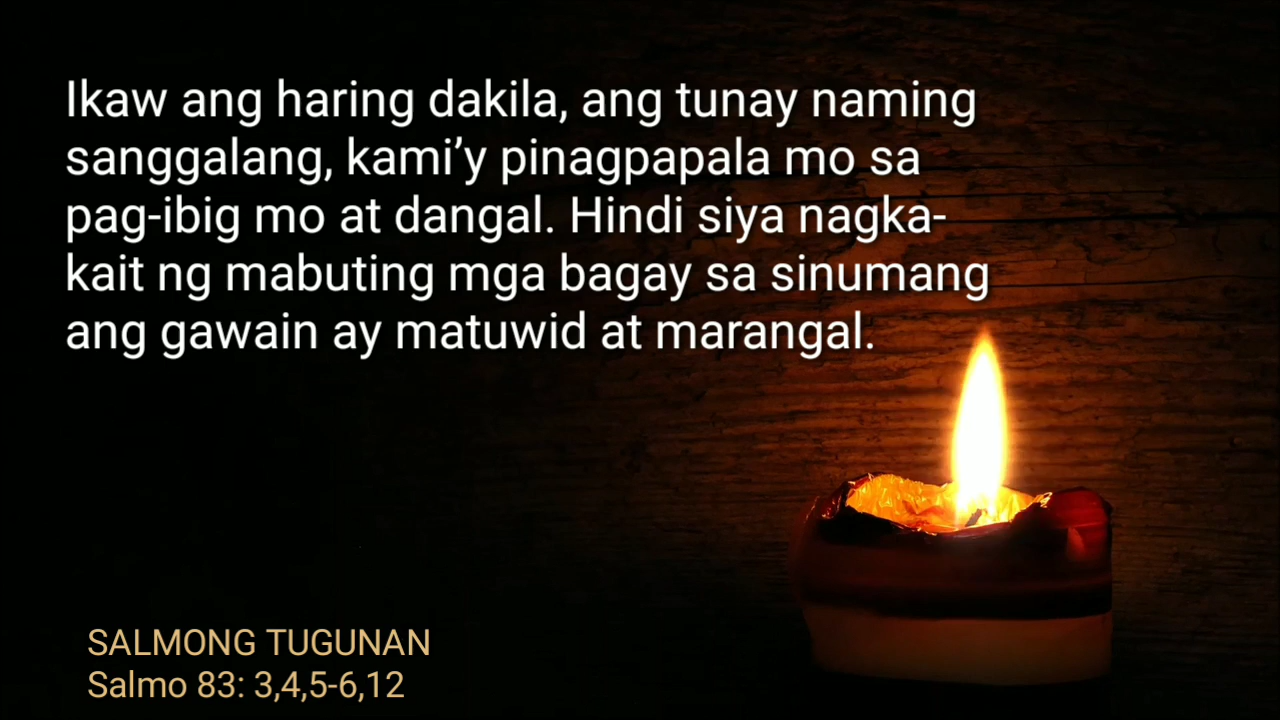 Ikaw ang haring dakila, ang tunay naming
sanggalang, kami’y pinagpapala mo sa
pag-ibig mo at dangal. Hindi siya nagka-
kait ng mabuting mga bagay sa sinumang
ang gawain ay matuwid at marangal.
SALMONG TUGUNAN
Salmo 83: 3,4,5-6,12